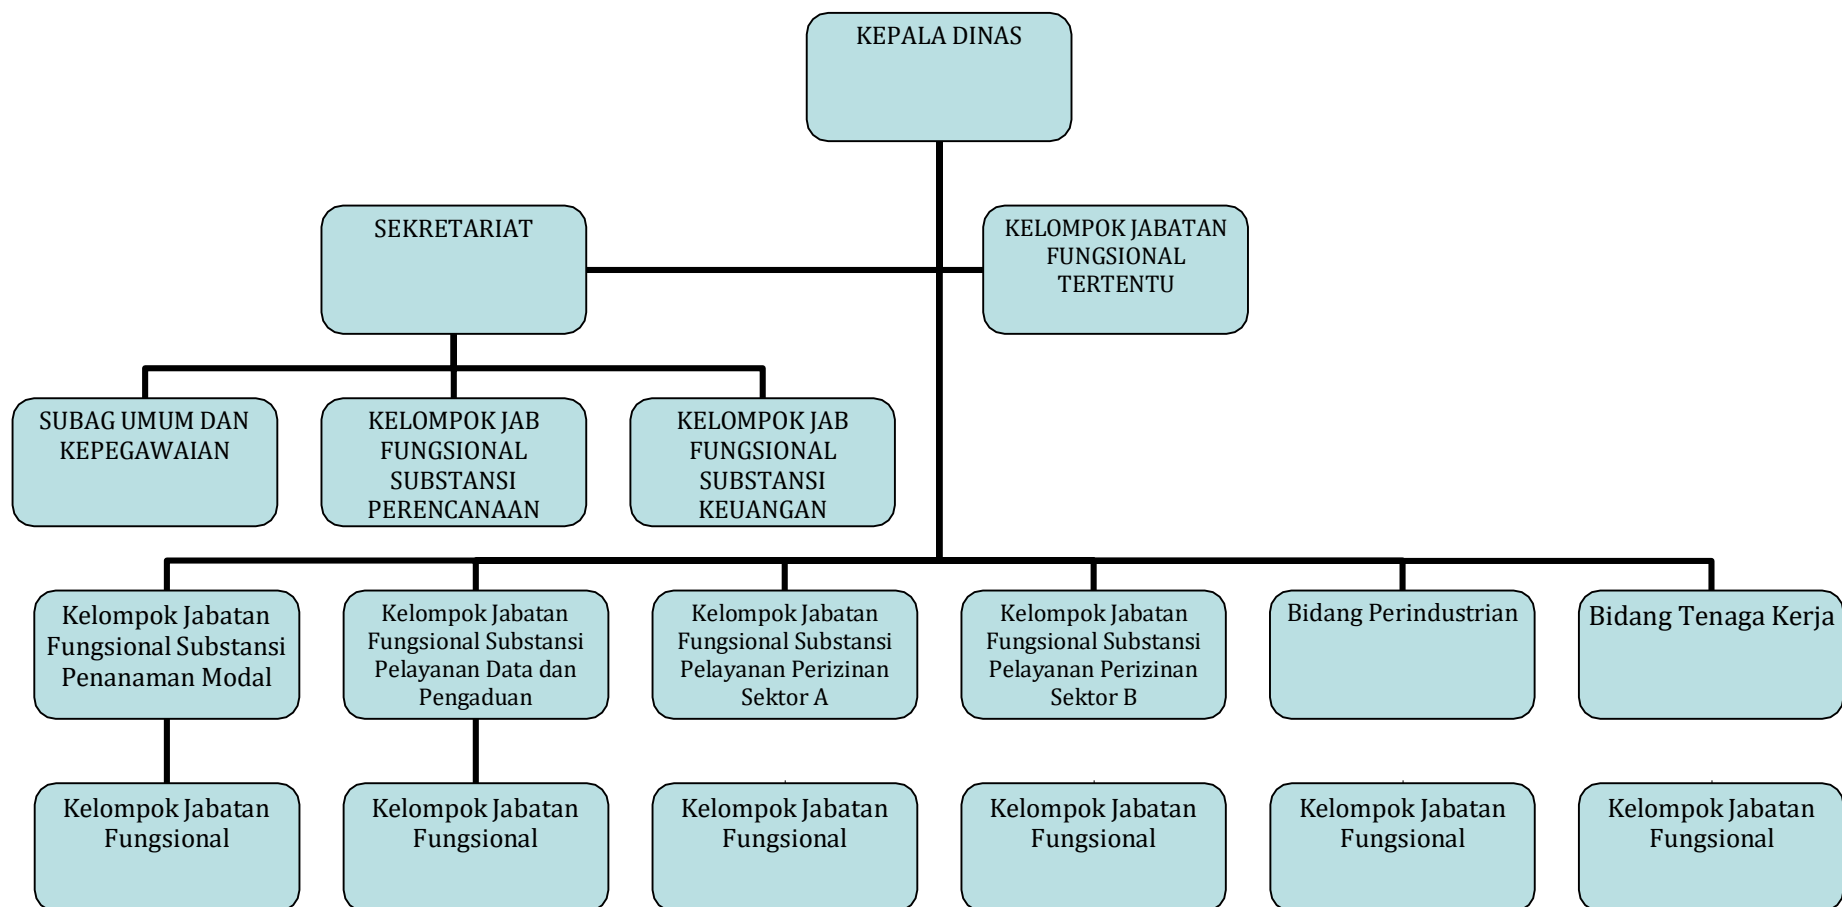 KEPALA DINAS
SEKRETARIAT
KELOMPOK JABATAN
FUNGSIONAL
TERTENTU
SUBAG UMUM DAN
KEPEGAWAIAN
KELOMPOK JAB
FUNGSIONAL
SUBSTANSI
PERENCANAAN
KELOMPOK JAB
FUNGSIONAL
SUBSTANSI
KEUANGAN
Kelompok Jabatan
Fungsional Substansi
Penanaman Modal
Kelompok Jabatan
Fungsional Substansi
Pelayanan Data dan
Pengaduan
Kelompok Jabatan
Fungsional Substansi
Pelayanan Perizinan
Sektor A
Kelompok Jabatan
Fungsional Substansi
Pelayanan Perizinan
Sektor B
Bidang Perindustrian
Bidang Tenaga Kerja
Kelompok Jabatan
Fungsional
Kelompok Jabatan
Fungsional
Kelompok Jabatan
Fungsional
Kelompok Jabatan
Fungsional
Kelompok Jabatan
Fungsional
Kelompok Jabatan
Fungsional